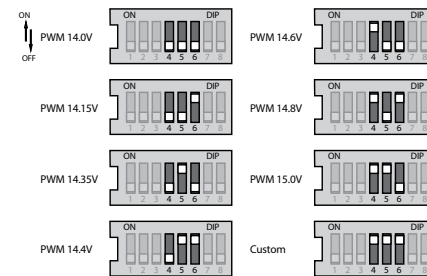 ON
OFF
PWM 14.0V
ON DIP
1 2 3 4 5 6 7 8
PWM 14.6V
ON DIP
1 2 3 4 5 6 7 8
PWM 14.15V
ON DIP
1 2 3 4 5 6 7 8
PWM 14.8V
ON DIP
1 2 3 4 5 6 7 8
PWM 14.35V
ON DIP
1 2 3 4 5 6 7 8
PWM 15.0V
ON DIP
1 2 3 4 5 6 7 8
PWM 14.4V
ON DIP
1 2 3 4 5 6 7 8
Custom
ON DIP
1 2 3 4 5 6 7 8